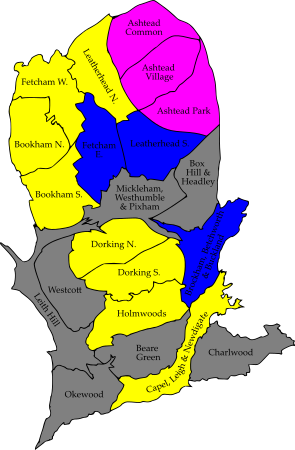 Ashtead
Common
Leatherhead N.
Ashtead
Village
Fetcham W.
Ashtead Park
Bookham N.
Fetcham
E.
Leatherhead S.
Box
Hill &
Headley
Bookham S.
Mickleham,
Westhumble
& Pixham
Dorking N.
Dorking S.
Westcott
Leith Hill
Holmwoods
Beare
Green
Charlwood
Capel, Leigh & Newdigate
Okewood